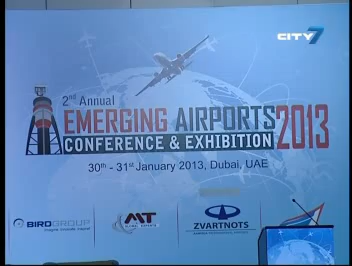 CITY7
2nd Annual
EMERGING AIRPORTS
CONFERENCE & EXHIBITION 2013
30th - 31st January 2013, Dubai, UAE
BIRDGROUP
ZVARTNOTS